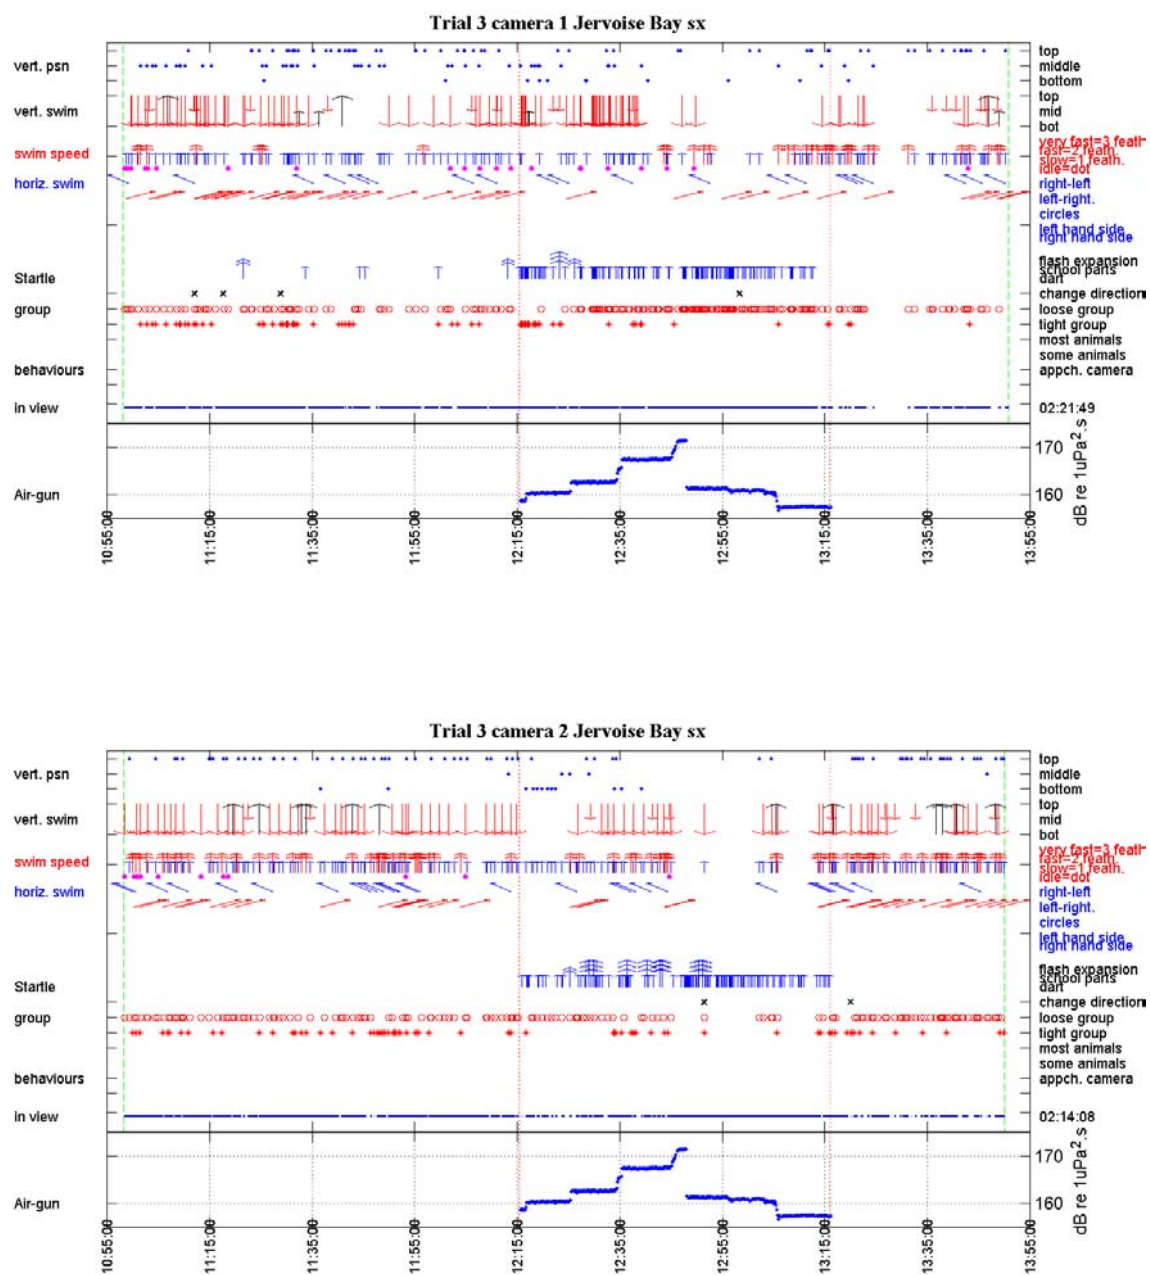 Trial 3 camera 1 Jervoise Bay sx
vert. psn
top
middle
bottom
vert. swim
top
mid
bot
swim speed
very fast=3 feath
fast=2 feath.
slow=1 feath.
idle=dot
horiz. swim
right-left
left-right.
circles
left hand side
right hand side
Startle
flash expansion
school parts
dart
change direction
group
loose group
tight group
most animals
some animals
behaviours
appch. camera
in view
02:21:49
Air-gun
170
160
dB re 1uPa².s
10:55:00
11:15:00
11:35:00
11:55:00
12:15:00
12:35:00
12:55:00
13:15:00
13:35:00
13:55:00
Trial 3 camera 2 Jervoise Bay sx
vert. psn
top
middle
bottom
vert. swim
top
mid
bot
swim speed
very fast=3 feath
fast=2 feath.
slow=1 feath.
idle=dot
horiz. swim
right-left
left-right.
circles
left hand side
right hand side
Startle
flash expansion
school parts
dart
change direction
group
loose group
tight group
most animals
some animals
behaviours
appch. camera
in view
02:14:08
Air-gun
170
160
dB re 1uPa².s
10:55:00
11:15:00
11:35:00
11:55:00
12:15:00
12:35:00
12:55:00
13:15:00
13:35:00
13:55:00